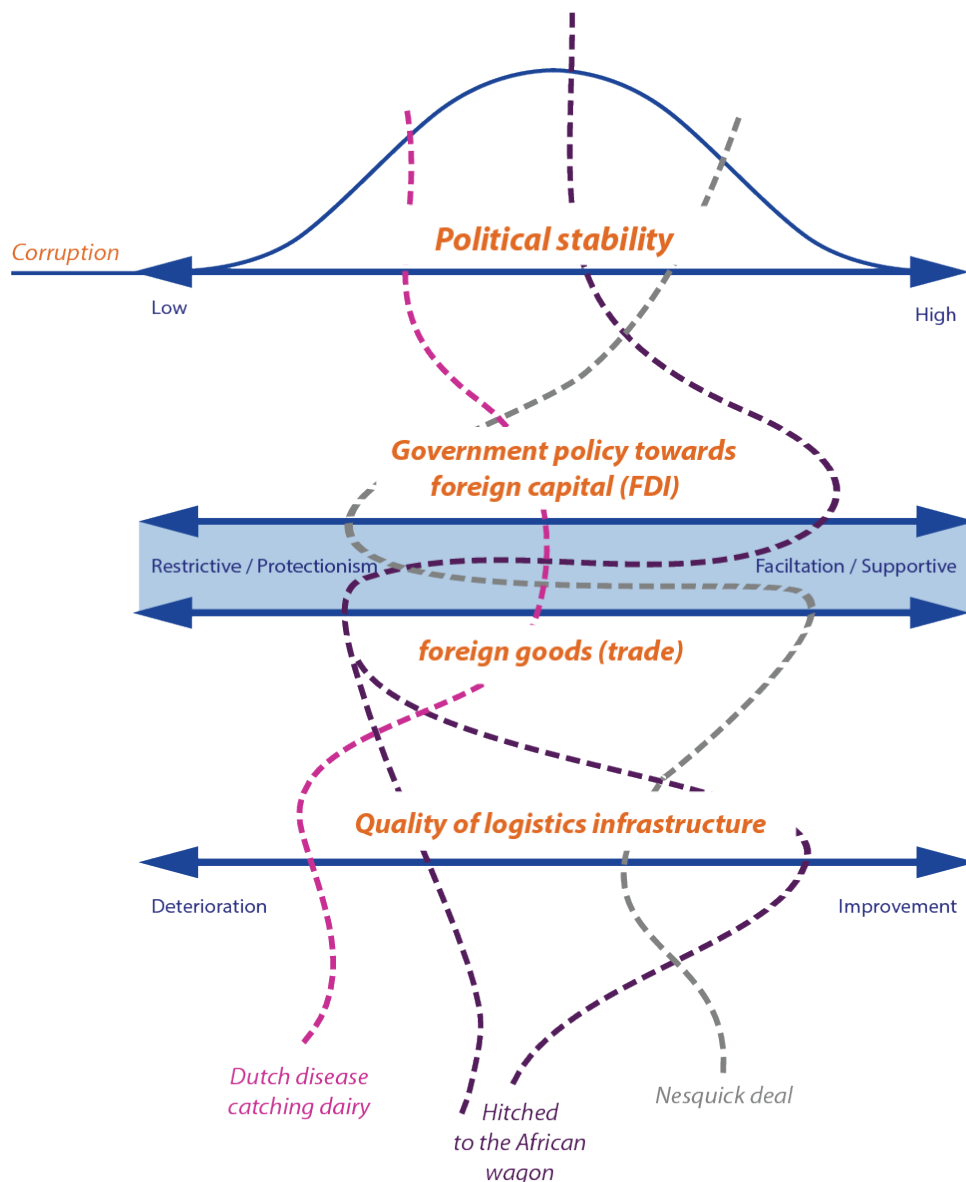 Political stability
Corruption
Low
High
Government policy towards
foreign capital (FDI)
Restrictive / Protectionism
Faciltation / Supportive
foreign goods (trade)
Quality of logistics infrastructure
Deterioration
Improvement
Dutch disease
catching dairy
Hitched
to the African
wagon
Nesquick deal